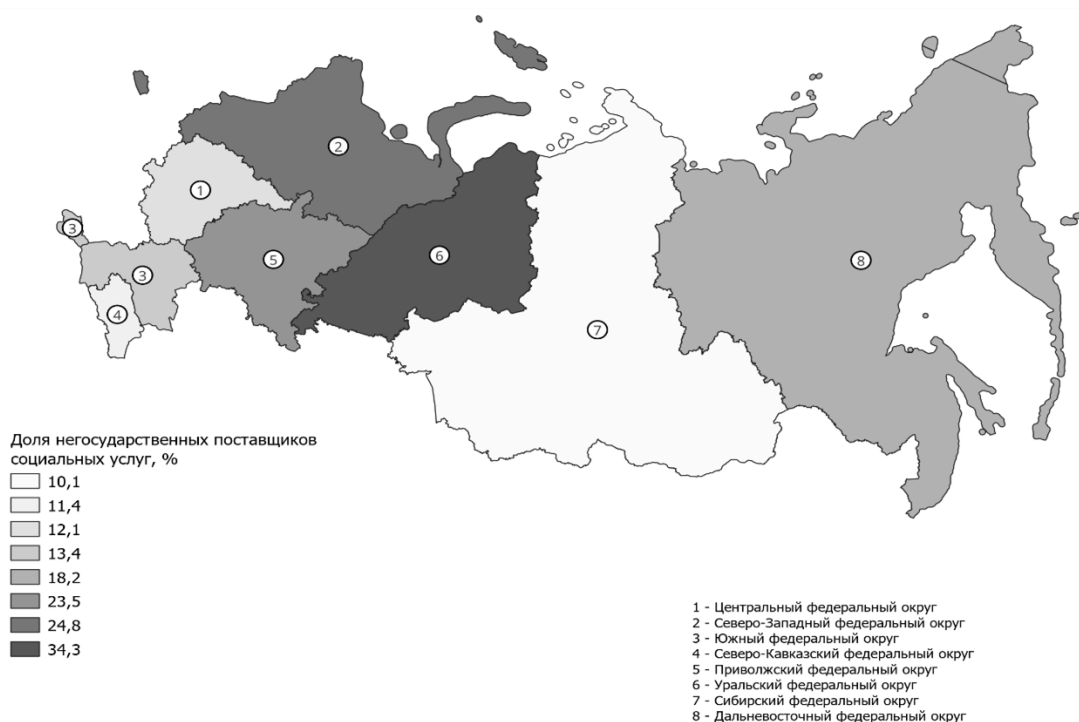 2
1
3
5
6
8
3
4
7
Доля негосударственных поставщиков
социальных услуг, %
10,1
11,4
12,1
13,4
18,2
23,5
24,8
34,3
1 - Центральный федеральный округ
2 - Северо-Западный федеральный округ
3 - Южный федеральный округ
4 - Северо-Кавказский федеральный округ
5 - Приволжский федеральный округ
6 - Уральский федеральный округ
7 - Сибирский федеральный округ
8 - Дальневосточный федеральный округ